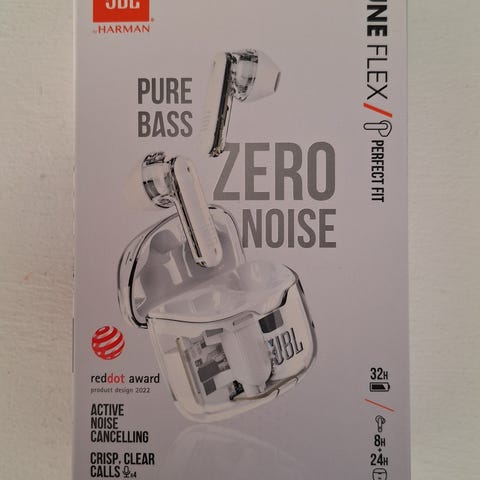 JBL
by HARMAN
UNE FLEX
PERFECT FIT
PURE
BASS
ZERO
NOISE
JBL
reddot award
product design 2022
ACTIVE
NOISE
CANCELLING
CRISP, CLEAR
CALLS x4
32H
8H
+
24H